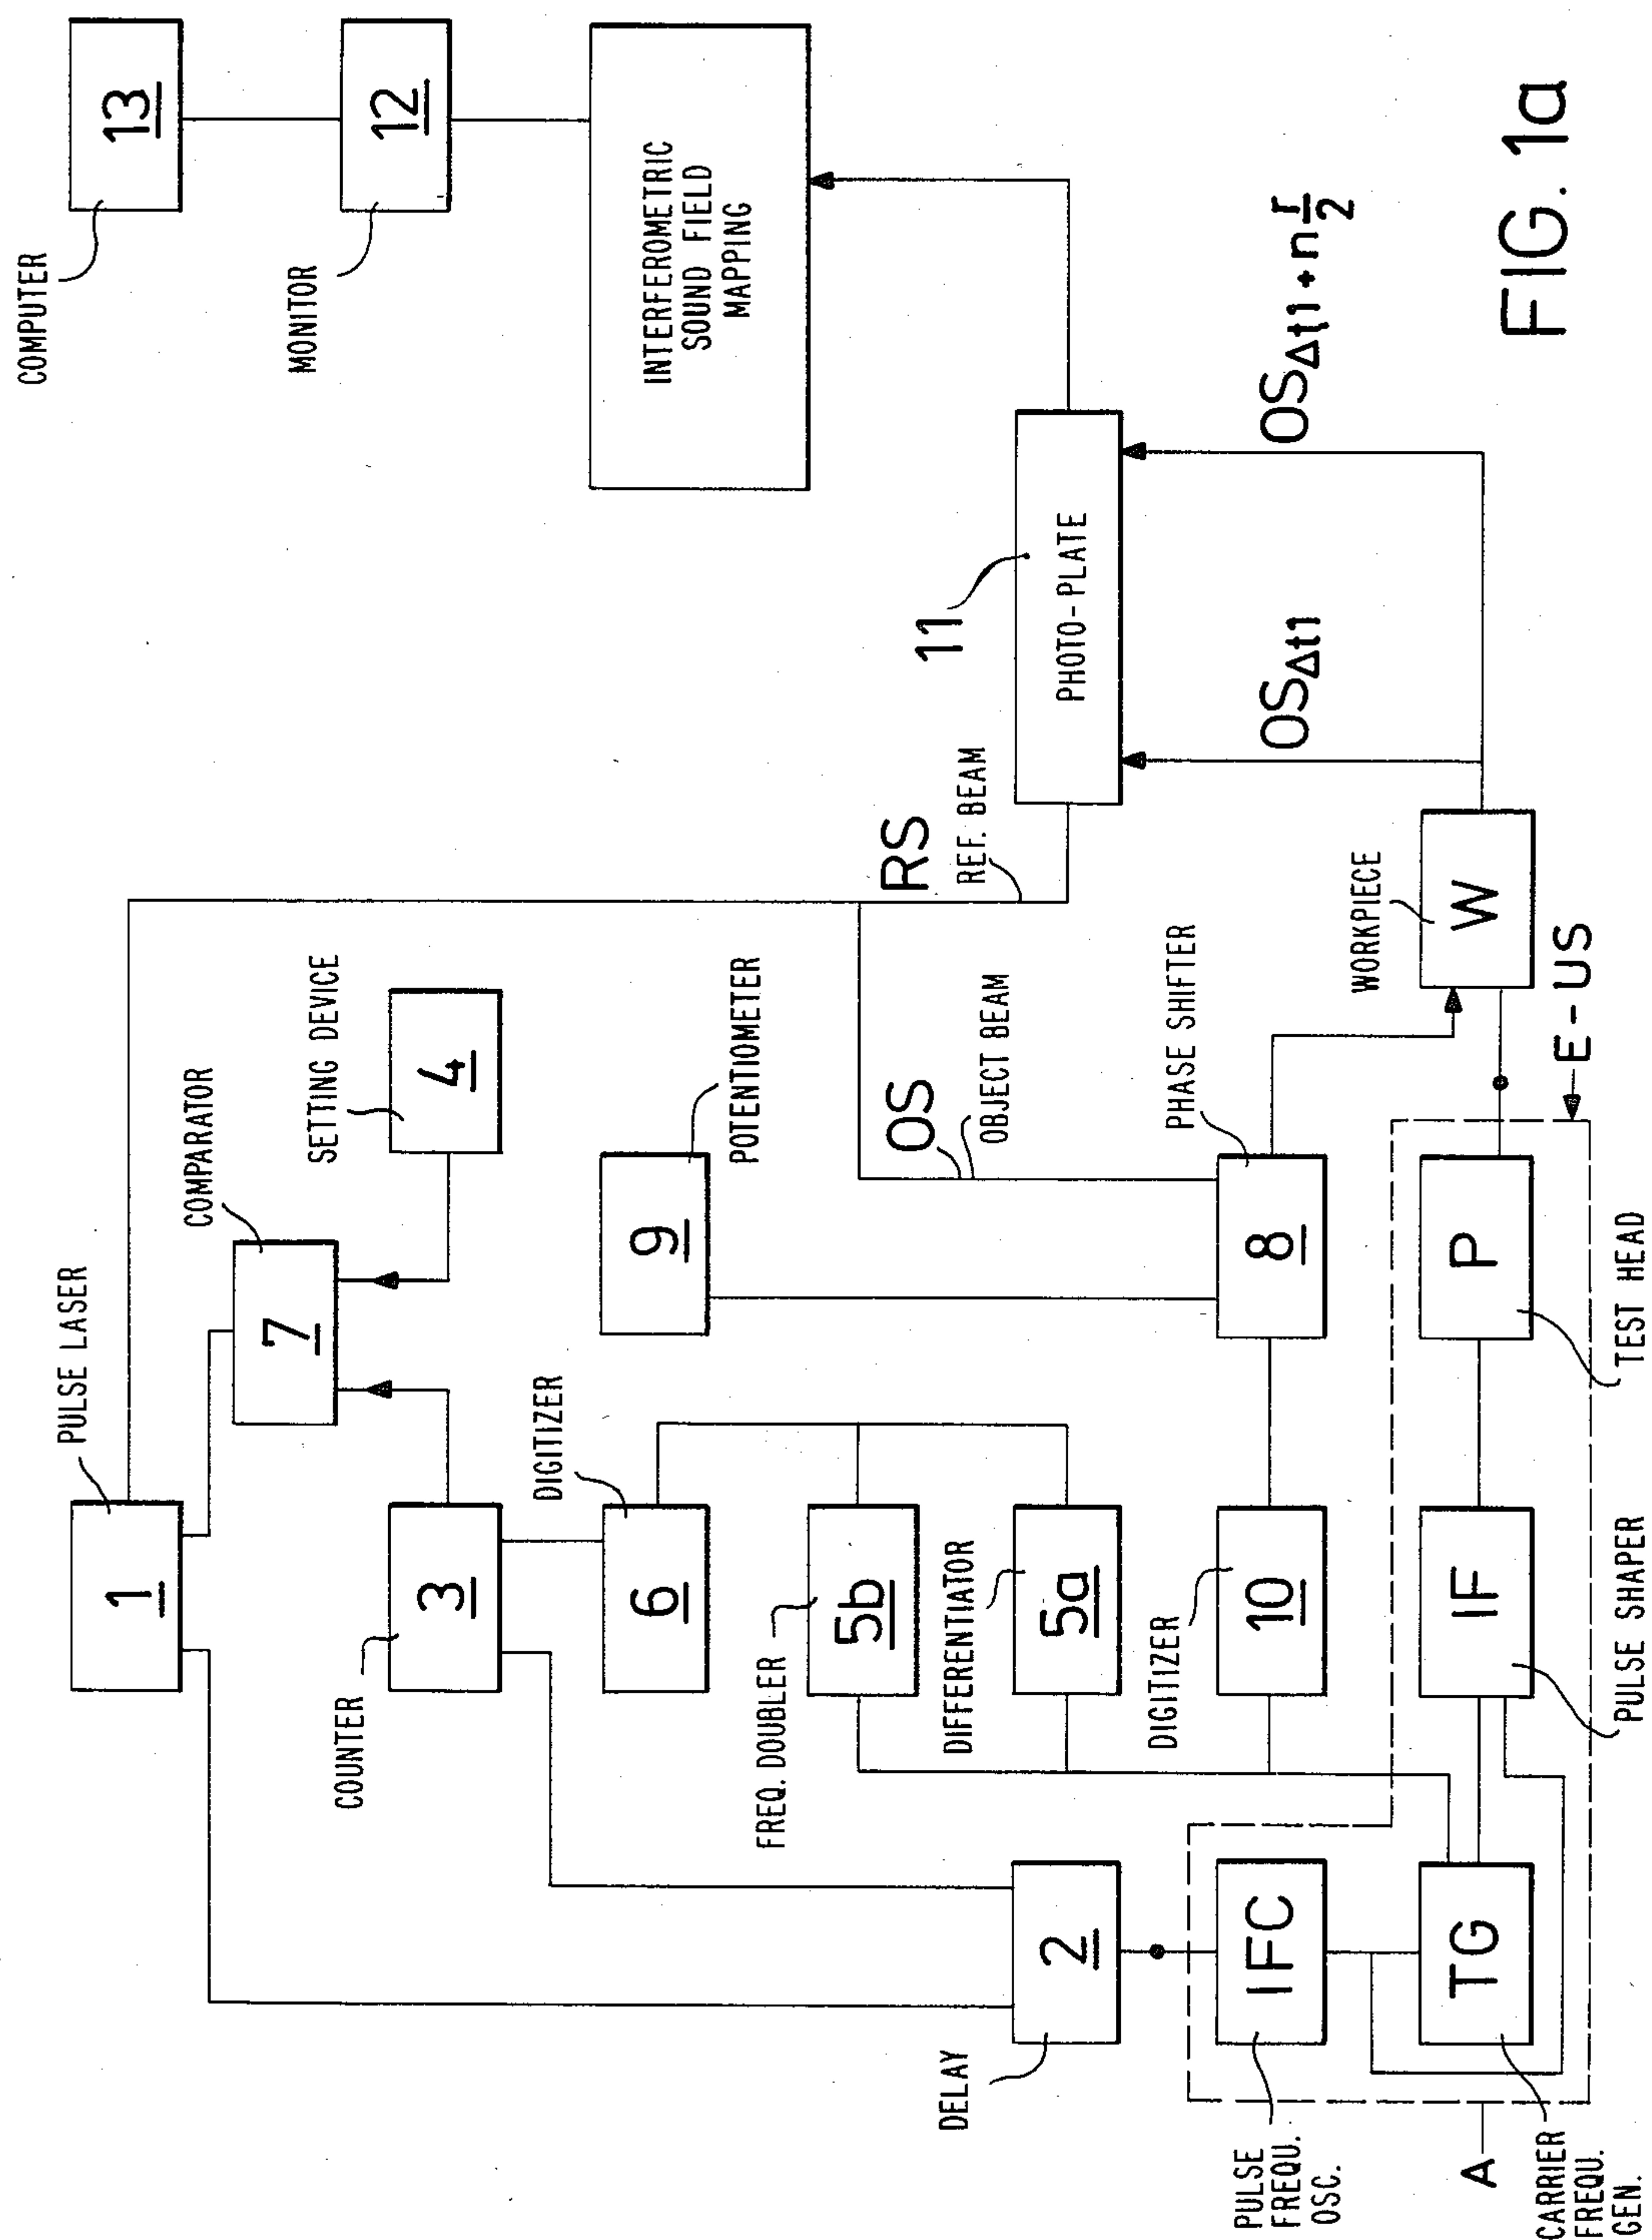 COMPUTER
13
MONITOR
12
INTERFEROMETRIC
SOUND FIELD
MAPPING
PULSE LASER
1
COMPARATOR
7
SETTING DEVICE
4
COUNTER
3
DIGITIZER
6
POTENTIOMETER
9
FREQ. DOUBLER
5b
DIFFERENTIATOR
5a
RS
REF. BEAM
OS
OBJECT BEAM
11
PHOTO-PLATE
OSΔt1
OSΔt1 + n r/2
DELAY
2
DIGITIZER
10
PHASE SHIFTER
8
WORKPIECE
W
E-US
PULSE
FREQU.
OSC.
IFC
A
CARRIER
FREQU.
GEN.
TG
IF
PULSE SHAPER
P
TEST HEAD
FIG. 1a